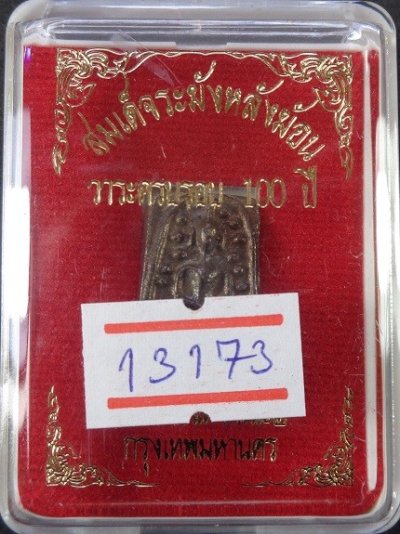 สมเด็จระฆังหลังฆ้อน
วาระครบรอบ 100 ปี
13173
กรุงเทพมหานคร